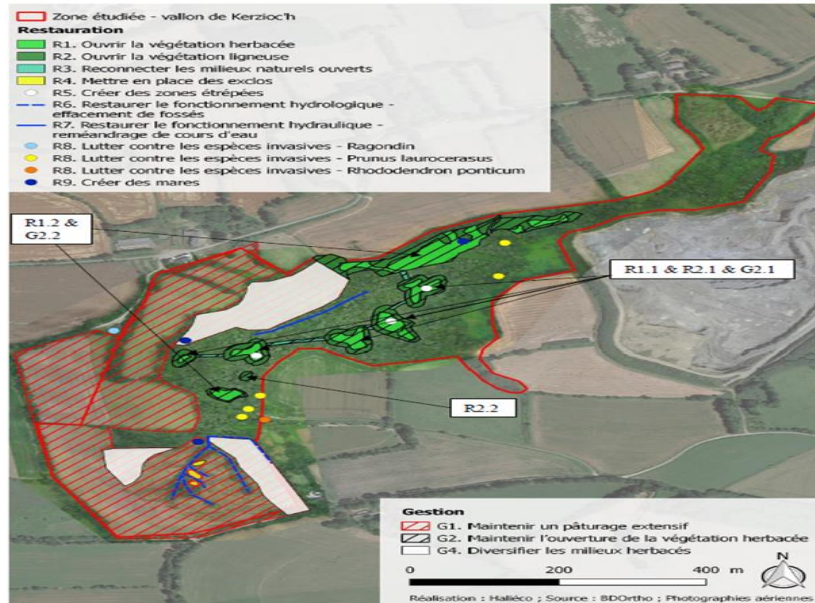 Zone étudiée - vallon de Kerzioc'h
Restauration
R1. Ouvrir la végétation herbacée
R2. Ouvrir la végétation ligneuse
R3. Reconnecter les milieux naturels ouverts
R4. Mettre en place des exclos
R5. Créer des zones étrépées
R6. Restaurer le fonctionnement hydrologique -
effacement de fossés
R7. Restaurer le fonctionnement hydraulique -
reméandrage de cours d'eau
R8. Lutter contre les espèces invasives - Ragondin
R8. Lutter contre les espèces invasives - Prunus laurocerasus
R8. Lutter contre les espèces invasives - Rhododendron ponticum
R9. Créer des mares
R1.2 &
G2.2
R1.1 & R2.1 & G2.1
R2.2
Gestion
G1. Maintenir un pâturage extensif
G2. Maintenir l'ouverture de la végétation herbacée
G4. Diversifier les milieux herbacés
N
0 200 400 m
Réalisation : Haliéco ; Source : BDOrtho ; Photographies aériennes